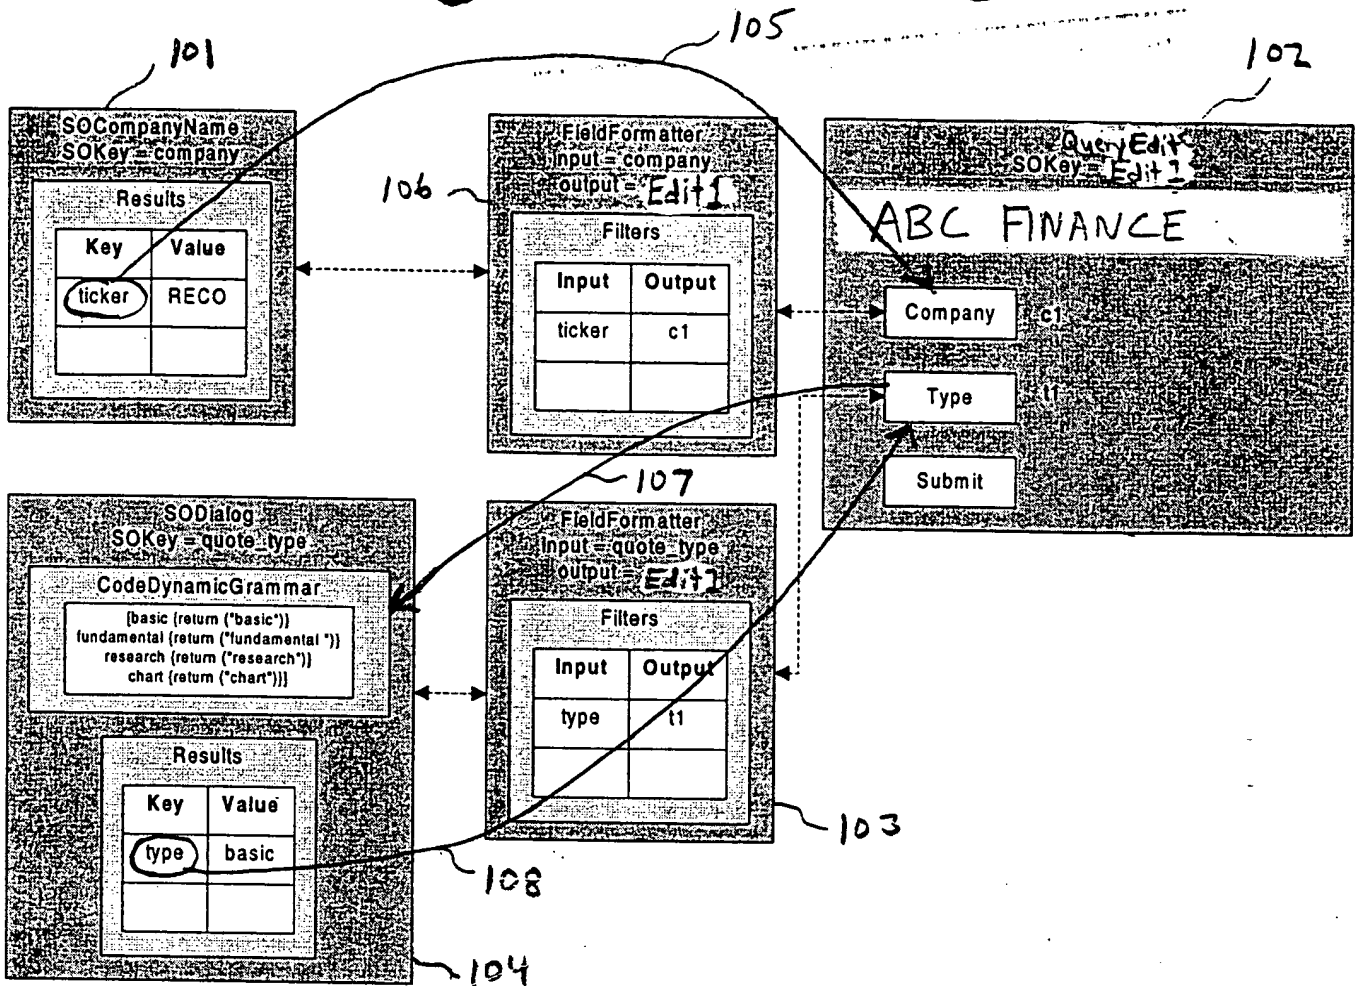 105
101
102
SOCompanyName
SOKey = company
Results
Key Value
ticker RECO
106
FieldFormatter
input = company
output = Edit1
Filters
Input Output
ticker c1
QueryEdit
SOKey = Edit1
ABC FINANCE
Company c1
Type t1
Submit
107
SODialog
SOKey = quote_type
CodeDynamicGrammar
[basic {return ("basic")}
fundamental {return ("fundamental ")}
research {return ("research")}
chart {return ("chart")}]
Results
Key Value
type basic
FieldFormatter
input = quote_type
output = Edit1
Filters
Input Output
type t1
103
108
104